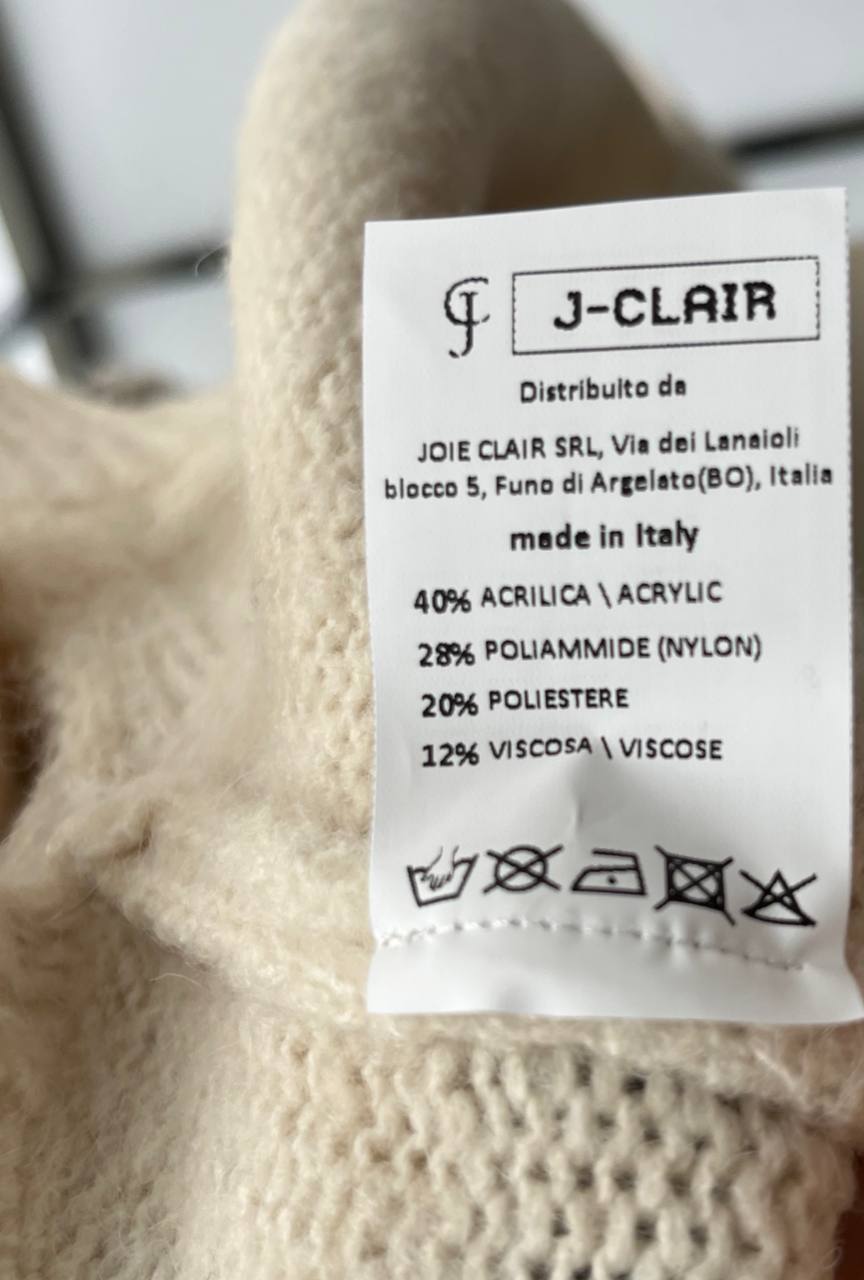 J-CLAIR
Distribuito da
JOIE CLAIR SRL, Via dei Lanaioli
blocco 5, Funo di Argelato(BO), Italia
made in Italy
40% ACRILICA \ ACRYLIC
28% POLIAMMIDE (NYLON)
20% POLIESTERE
12% VISCOSA \ VISCOSE